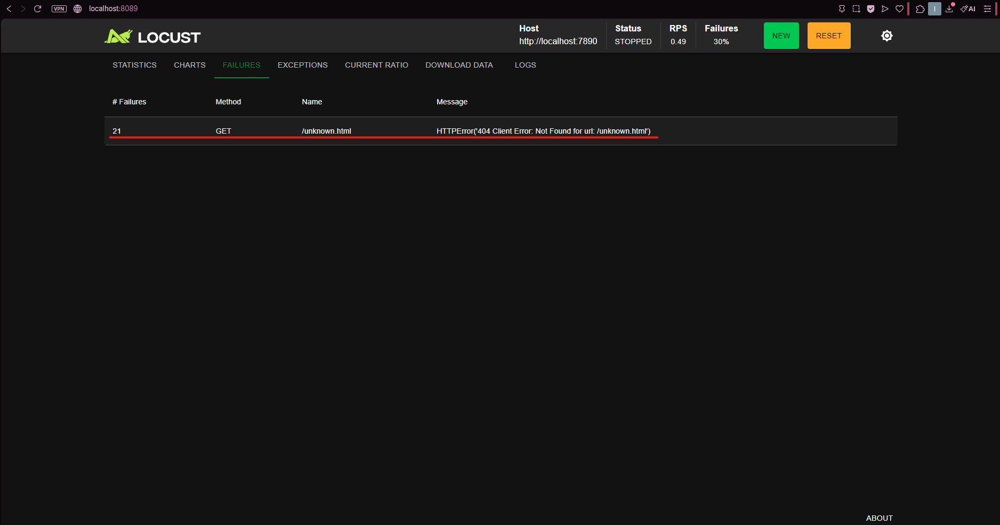 VPN localhost:8089 I AI
LOCUST
Host Status RPS Failures
http://localhost:7890 STOPPED 0.49 30% NEW RESET
STATISTICS CHARTS FAILURES EXCEPTIONS CURRENT RATIO DOWNLOAD DATA LOGS
# Failures Method Name Message
21 GET /unknown.html HTTPError('404 Client Error: Not Found for url: /unknown.html')
ABOUT